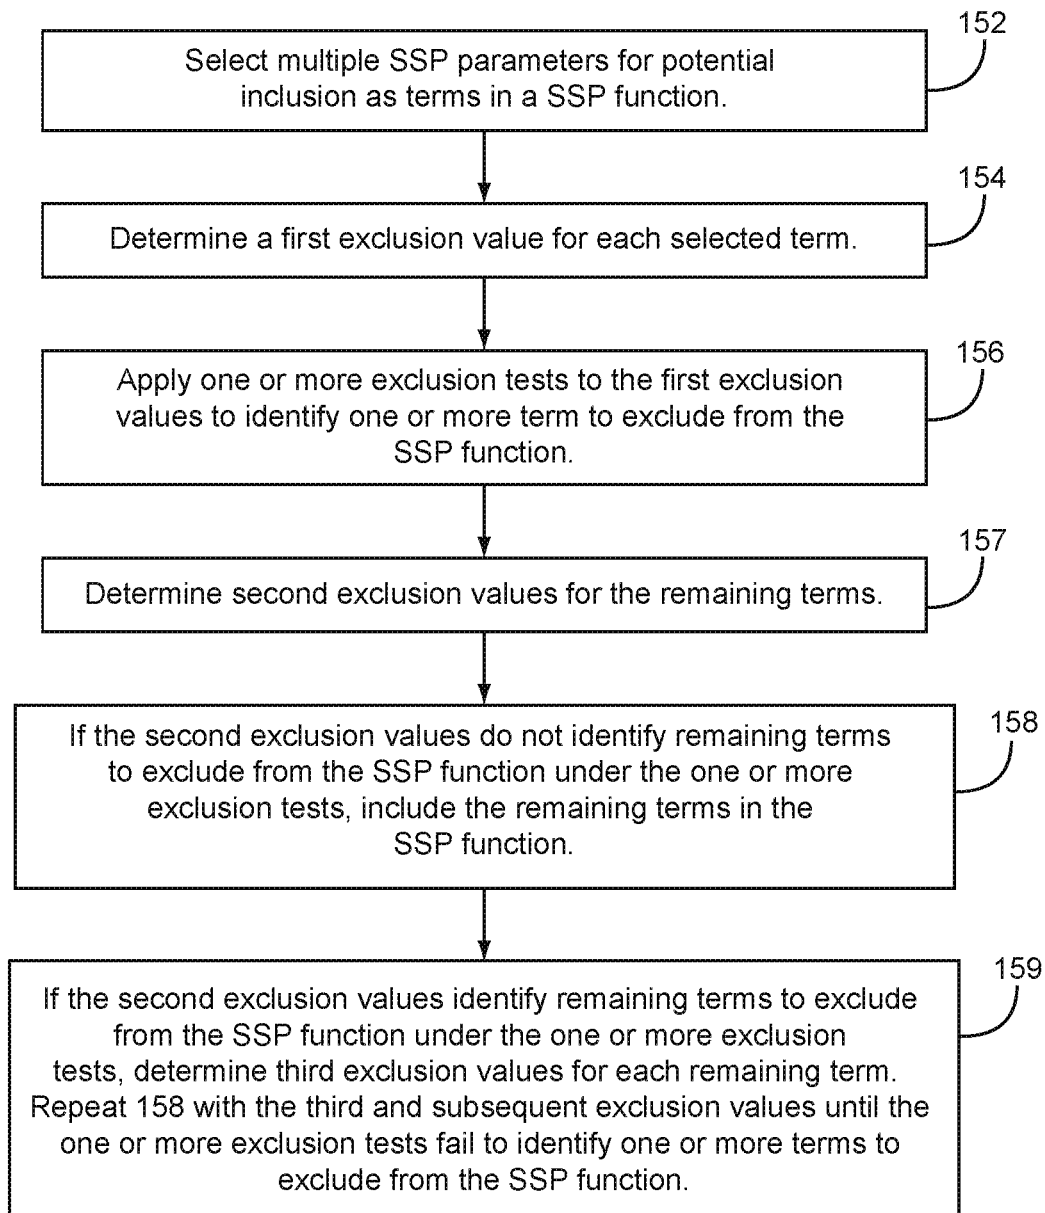 152
Select multiple SSP parameters for potential
inclusion as terms in a SSP function.
154
Determine a first exclusion value for each selected term.
156
Apply one or more exclusion tests to the first exclusion
values to identify one or more term to exclude from the
SSP function.
157
Determine second exclusion values for the remaining terms.
158
If the second exclusion values do not identify remaining terms
to exclude from the SSP function under the one or more
exclusion tests, include the remaining terms in the
SSP function.
159
If the second exclusion values identify remaining terms to exclude
from the SSP function under the one or more exclusion
tests, determine third exclusion values for each remaining term.
Repeat 158 with the third and subsequent exclusion values until the
one or more exclusion tests fail to identify one or more terms to
exclude from the SSP function.